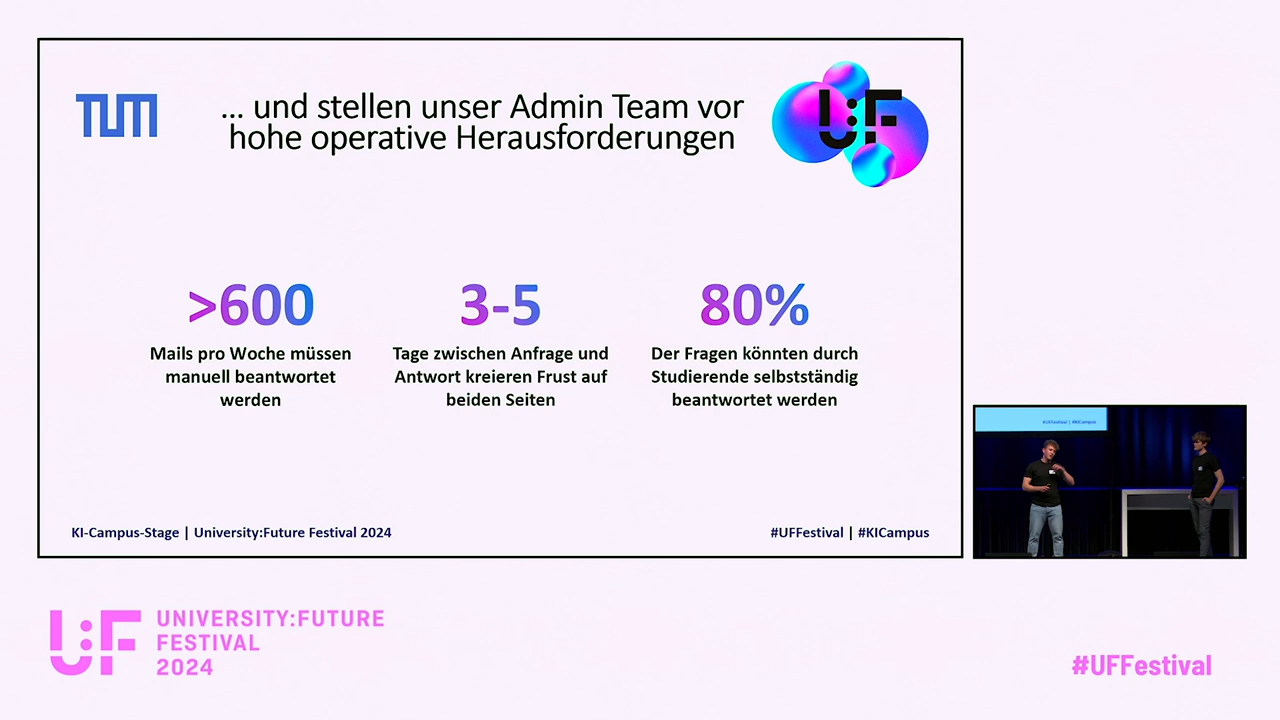 TUM
... und stellen unser Admin Team vor
hohe operative Herausforderungen
U:F
>600
Mails pro Woche müssen
manuell beantwortet
werden
3-5
Tage zwischen Anfrage und
Antwort kreieren Frust auf
beiden Seiten
80%
Der Fragen könnten durch
Studierende selbstständig
beantwortet werden
KI-Campus-Stage | University:Future Festival 2024
#UFFestival | #KICampus
#UFFestival | #KICampus
U:F
UNIVERSITY:FUTURE
FESTIVAL
2024
#UFFestival